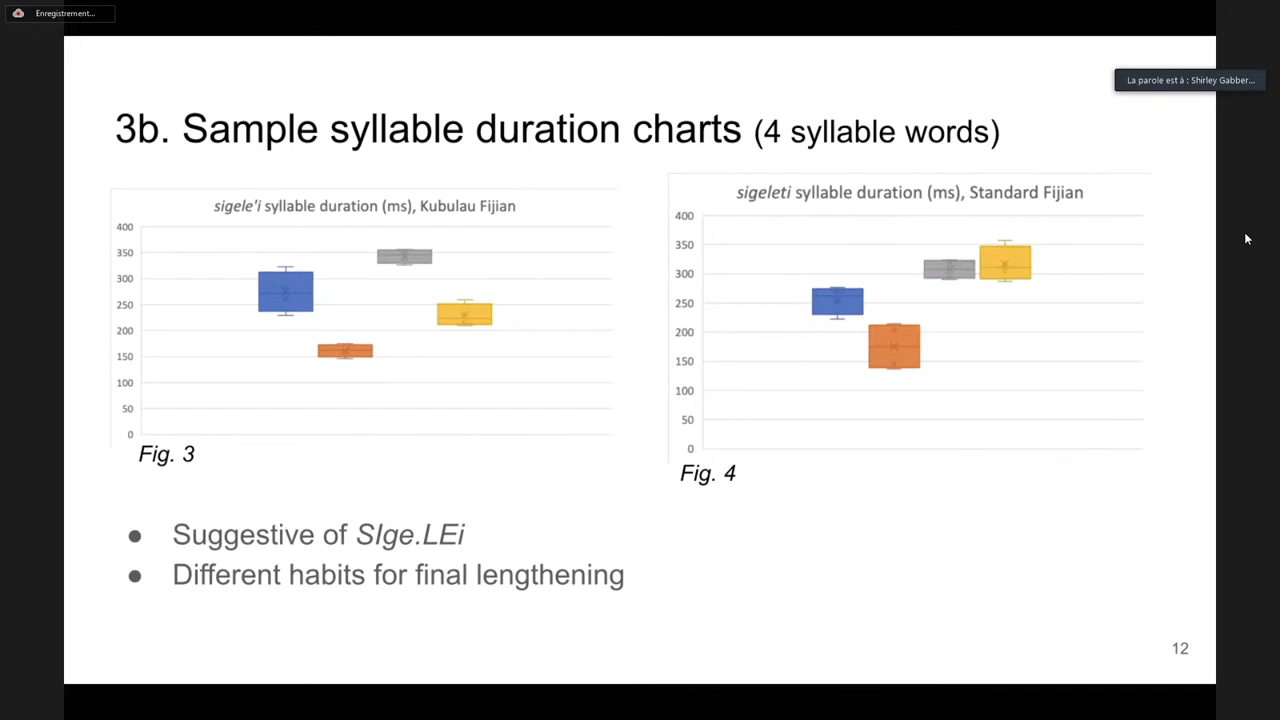 Enregistrement...
La parole est à : Shirley Gabber...
3b. Sample syllable duration charts (4 syllable words)
sigele'i syllable duration (ms), Kubulau Fijian
400
350
300
250
200
150
100
50
0
Fig. 3
sigeleti syllable duration (ms), Standard Fijian
400
350
300
250
200
150
100
50
0
Fig. 4
● Suggestive of SIge.LEi
● Different habits for final lengthening
12